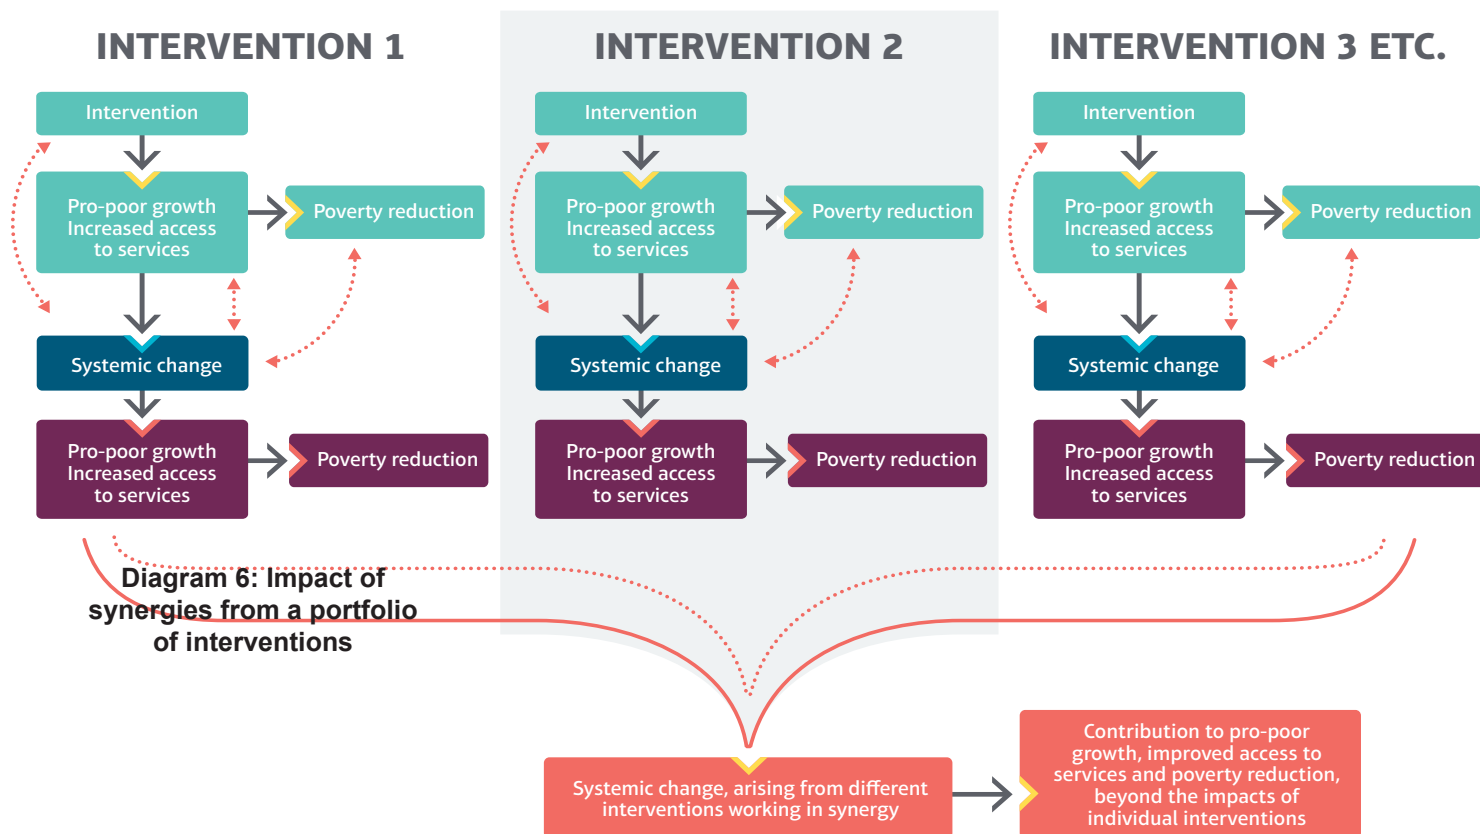 INTERVENTION 1
Intervention
Pro-poor growth
Increased access
to services
Poverty reduction
Systemic change
Pro-poor growth
Increased access
to services
Poverty reduction
INTERVENTION 2
Intervention
Pro-poor growth
Increased access
to services
Poverty reduction
Systemic change
Pro-poor growth
Increased access
to services
Poverty reduction
INTERVENTION 3 ETC.
Intervention
Pro-poor growth
Increased access
to services
Poverty reduction
Systemic change
Pro-poor growth
Increased access
to services
Poverty reduction
Diagram 6: Impact of
synergies from a portfolio
of interventions
Systemic change, arising from different
interventions working in synergy
Contribution to pro-poor
growth, improved access to
services and poverty reduction,
beyond the impacts of
individual interventions